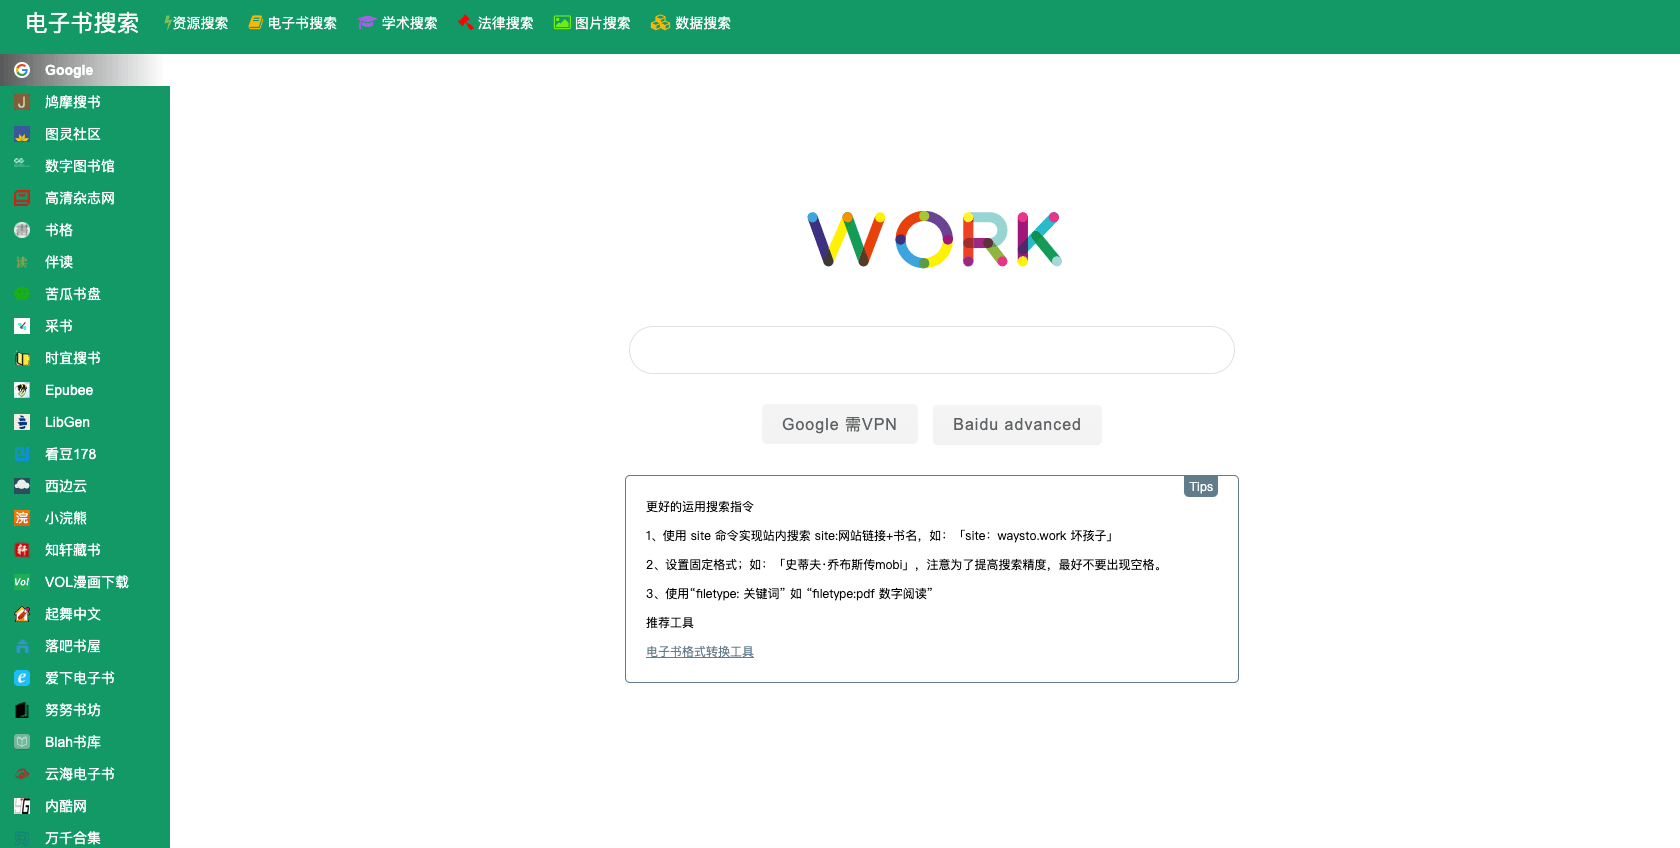 电子书搜索
资源搜索
电子书搜索
学术搜索
法律搜索
图片搜索
数据搜索
Google
鸠摩搜书
图灵社区
数字图书馆
高清杂志网
书格
伴读
苦瓜书盘
采书
时宜搜书
Epubee
LibGen
看豆178
西边云
小浣熊
知轩藏书
VOL漫画下载
起舞中文
落吧书屋
爱下电子书
努努书坊
Blah书库
云海电子书
内酷网
万千合集
WORK
Google 需VPN
Baidu advanced
Tips
更好的运用搜索指令
1、使用 site 命令实现站内搜索 site:网站链接+书名，如：「site：waysto.work 坏孩子」
2、设置固定格式；如：「史蒂夫·乔布斯传mobi」，注意为了提高搜索精度，最好不要出现空格。
3、使用“filetype: 关键词” 如 “filetype:pdf 数字阅读”
推荐工具
电子书格式转换工具